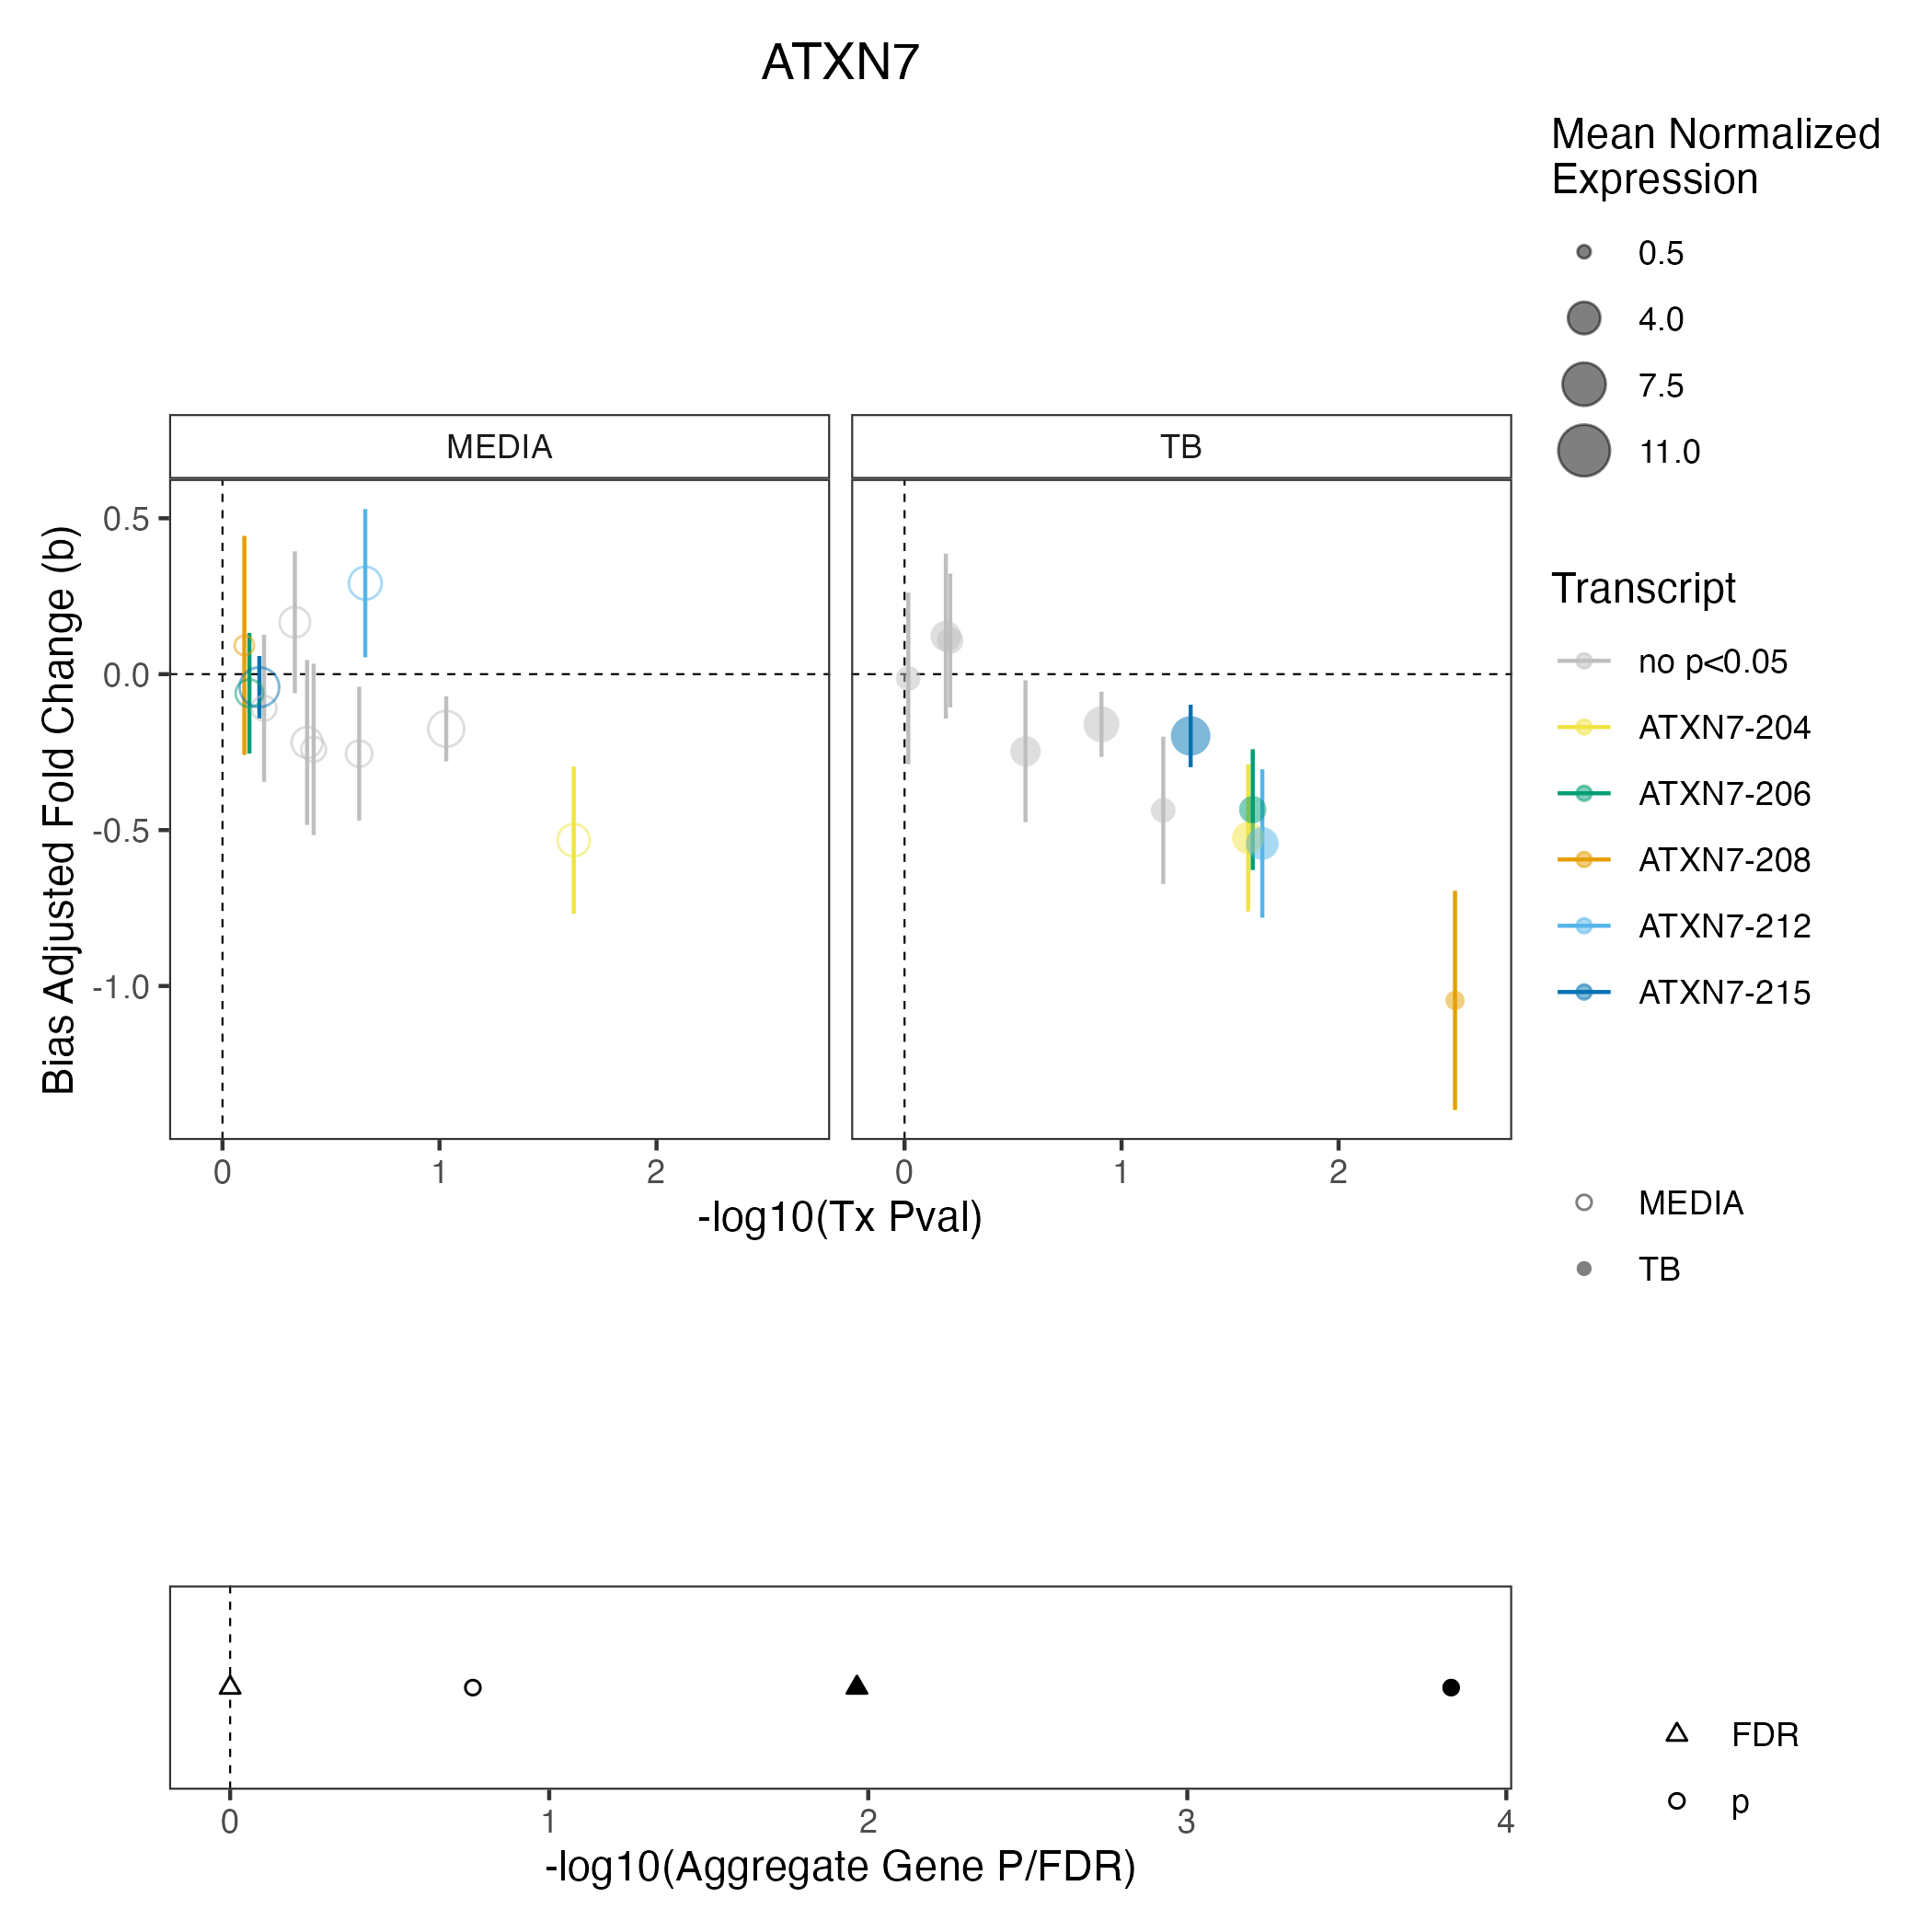 ATXN7
Mean Normalized
Expression
0.5
4.0
7.5
11.0
MEDIA
TB
Bias Adjusted Fold Change (b)
0.5
0.0
-0.5
-1.0
0
1
2
0
1
2
-log10(Tx Pval)
Transcript
no p<0.05
ATXN7-204
ATXN7-206
ATXN7-208
ATXN7-212
ATXN7-215
MEDIA
TB
0
1
2
3
4
-log10(Aggregate Gene P/FDR)
FDR
p